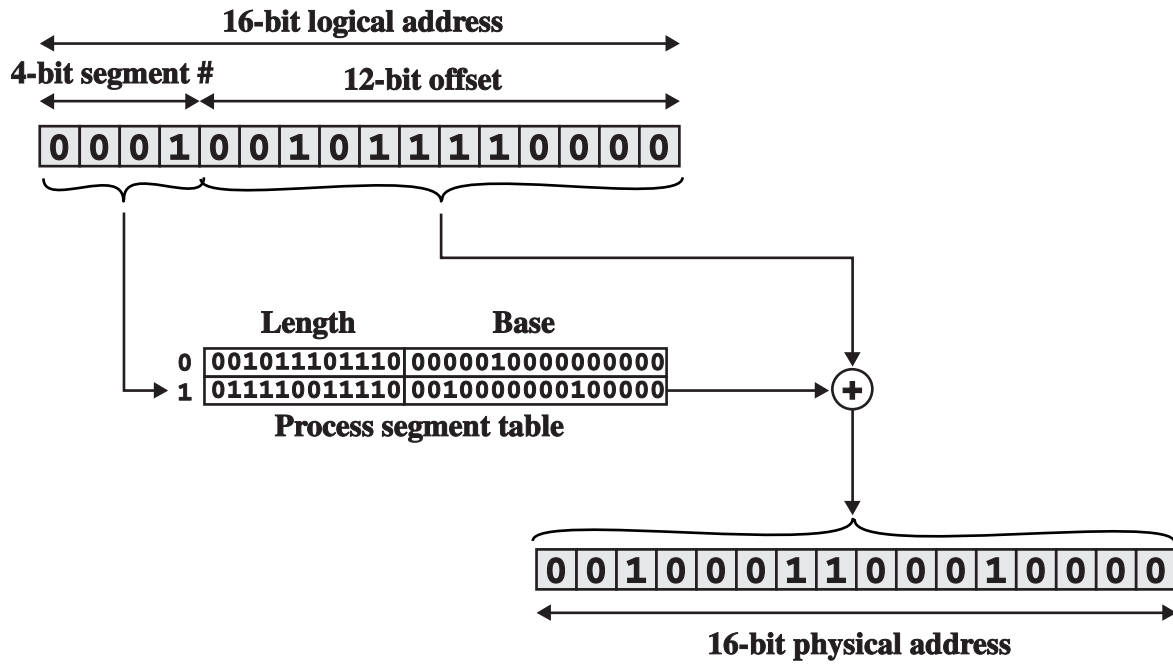 16-bit logical address
4-bit segment # 12-bit offset
0 0 0 1 0 0 1 0 1 1 1 1 0 0 0 0
Length Base
0 001011101110 0000010000000000
1 011110011110 0010000000100000
+
Process segment table
0 0 1 0 0 0 1 1 0 0 0 1 0 0 0 0
16-bit physical address